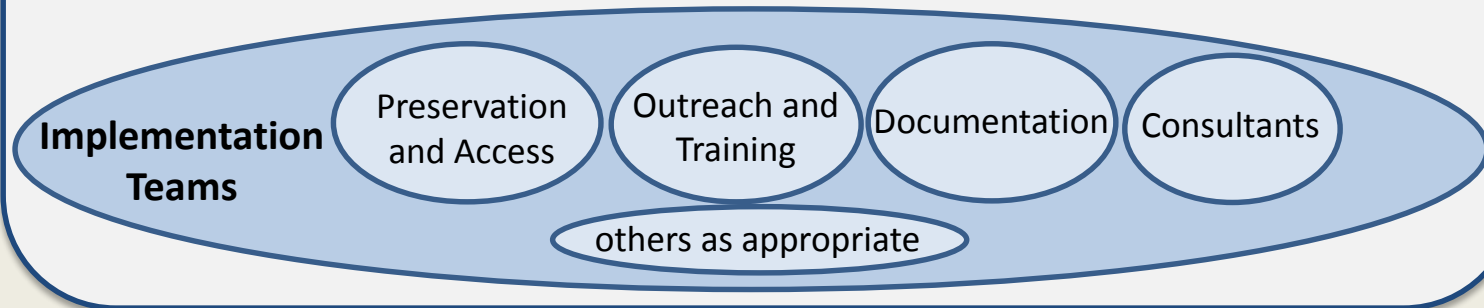 Implementation
Teams
Preservation
and Access
Outreach and
Training
Documentation
Consultants
others as appropriate